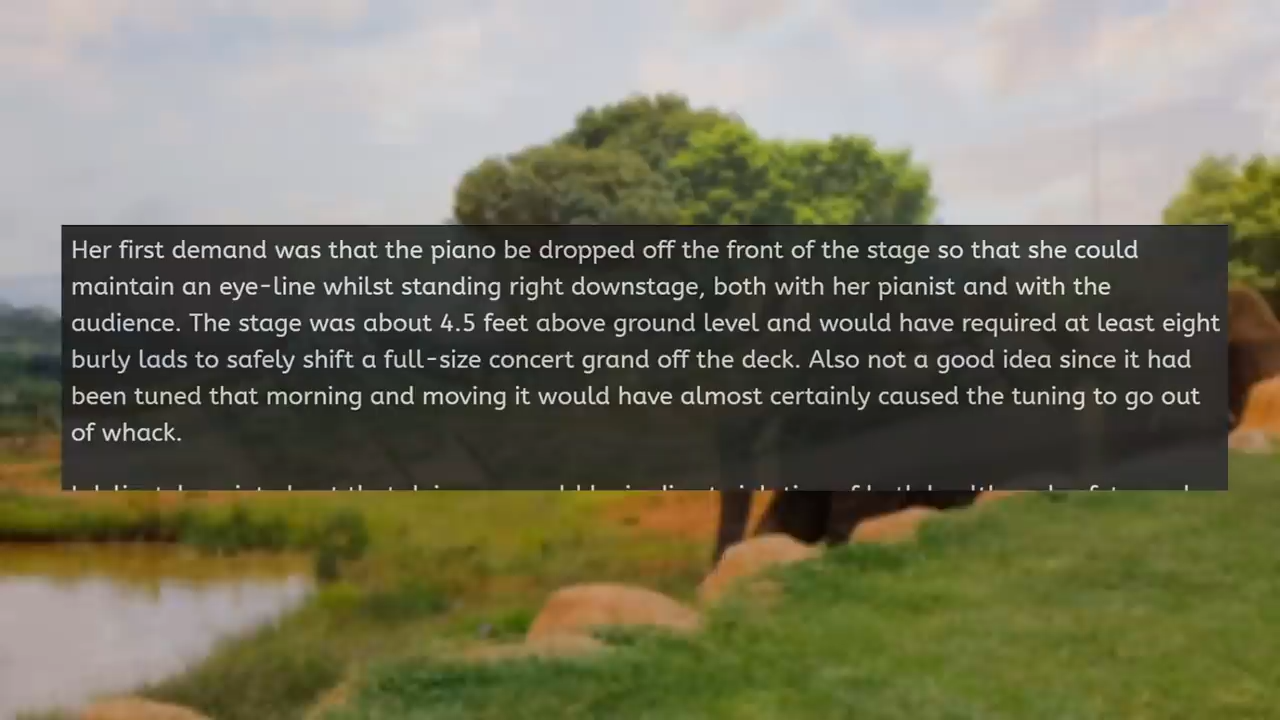 Her first demand was that the piano be dropped off the front of the stage so that she could
maintain an eye-line whilst standing right downstage, both with her pianist and with the
audience. The stage was about 4.5 feet above ground level and would have required at least eight
burly lads to safely shift a full-size concert grand off the deck. Also not a good idea since it had
been tuned that morning and moving it would have almost certainly caused the tuning to go out
of whack.